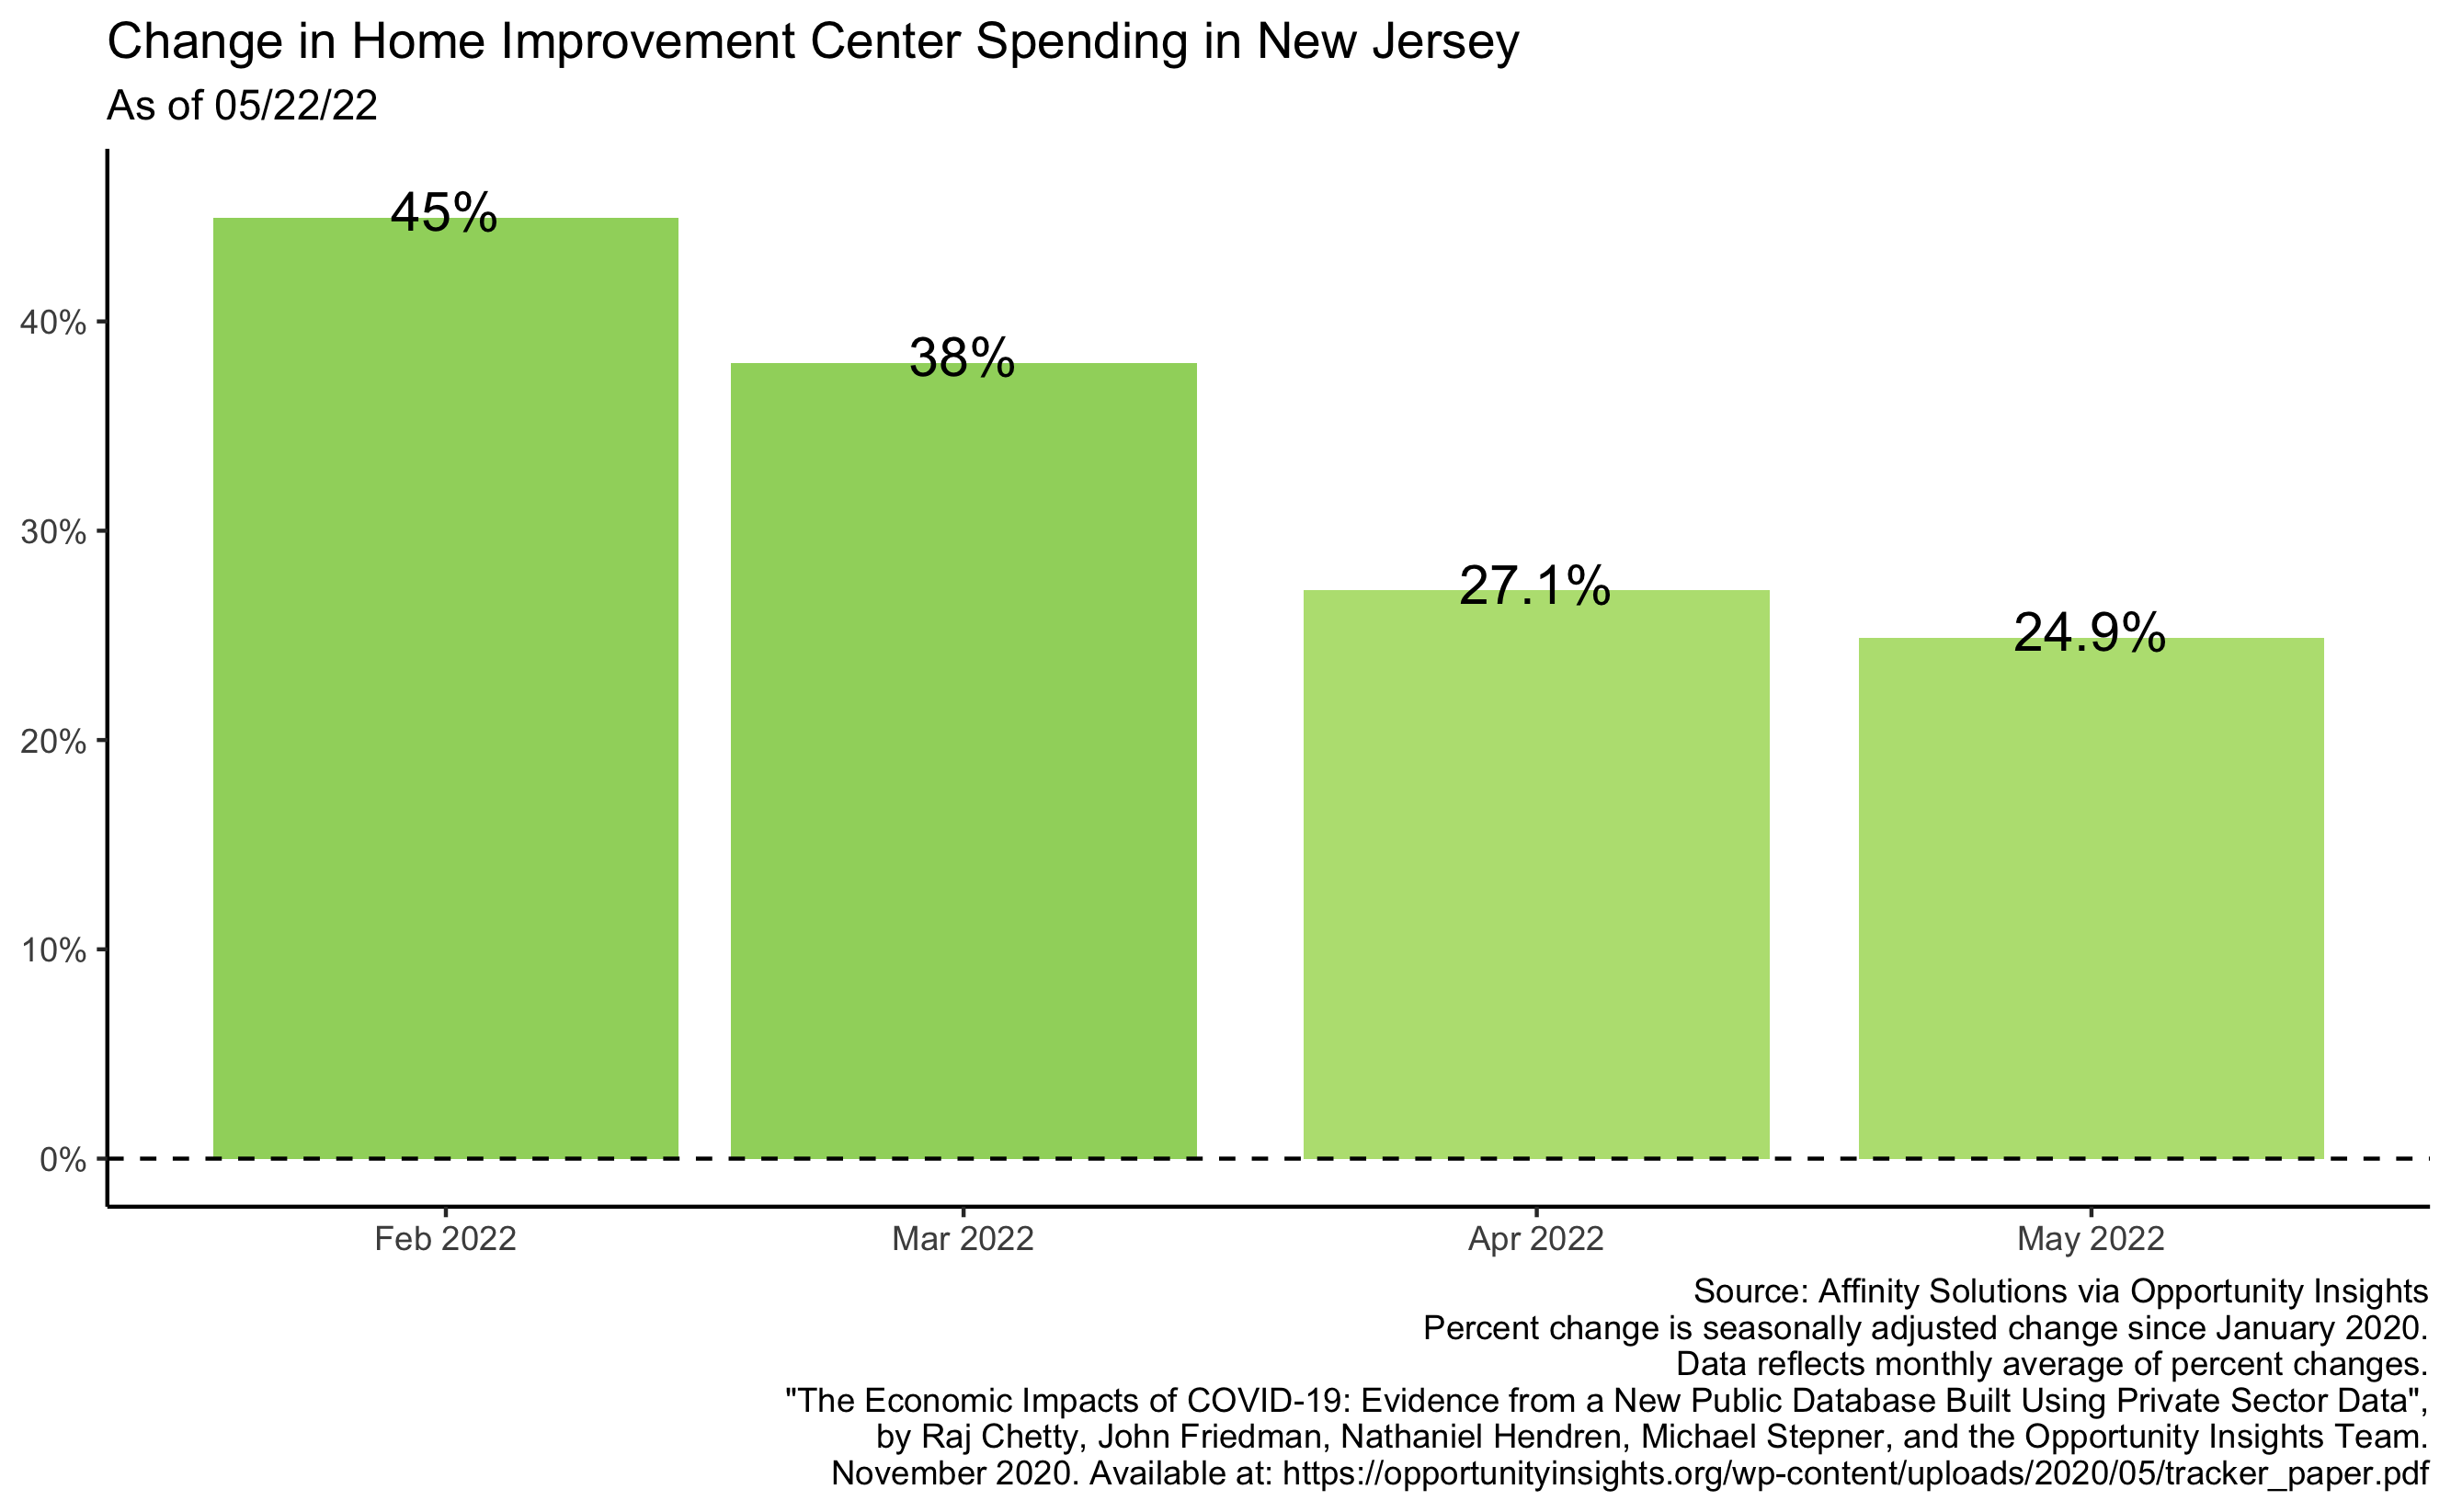 Change in Home Improvement Center Spending in New Jersey
As of 05/22/22
45%
38%
27.1%
24.9%
40%
30%
20%
10%
0%
Feb 2022
Mar 2022
Apr 2022
May 2022
Source: Affinity Solutions via Opportunity Insights
Percent change is seasonally adjusted change since January 2020.
Data reflects monthly average of percent changes.
"The Economic Impacts of COVID-19: Evidence from a New Public Database Built Using Private Sector Data",
by Raj Chetty, John Friedman, Nathaniel Hendren, Michael Stepner, and the Opportunity Insights Team.
November 2020. Available at: https://opportunityinsights.org/wp-content/uploads/2020/05/tracker_paper.pdf